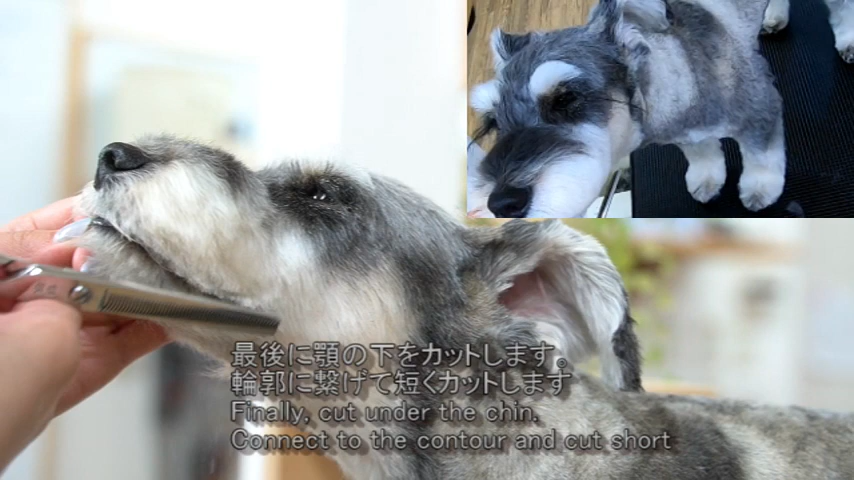 最後に顎の下をカットします。
輪郭に繋げて短くカットします
Finally, cut under the chin.
Connect to the contour and cut short